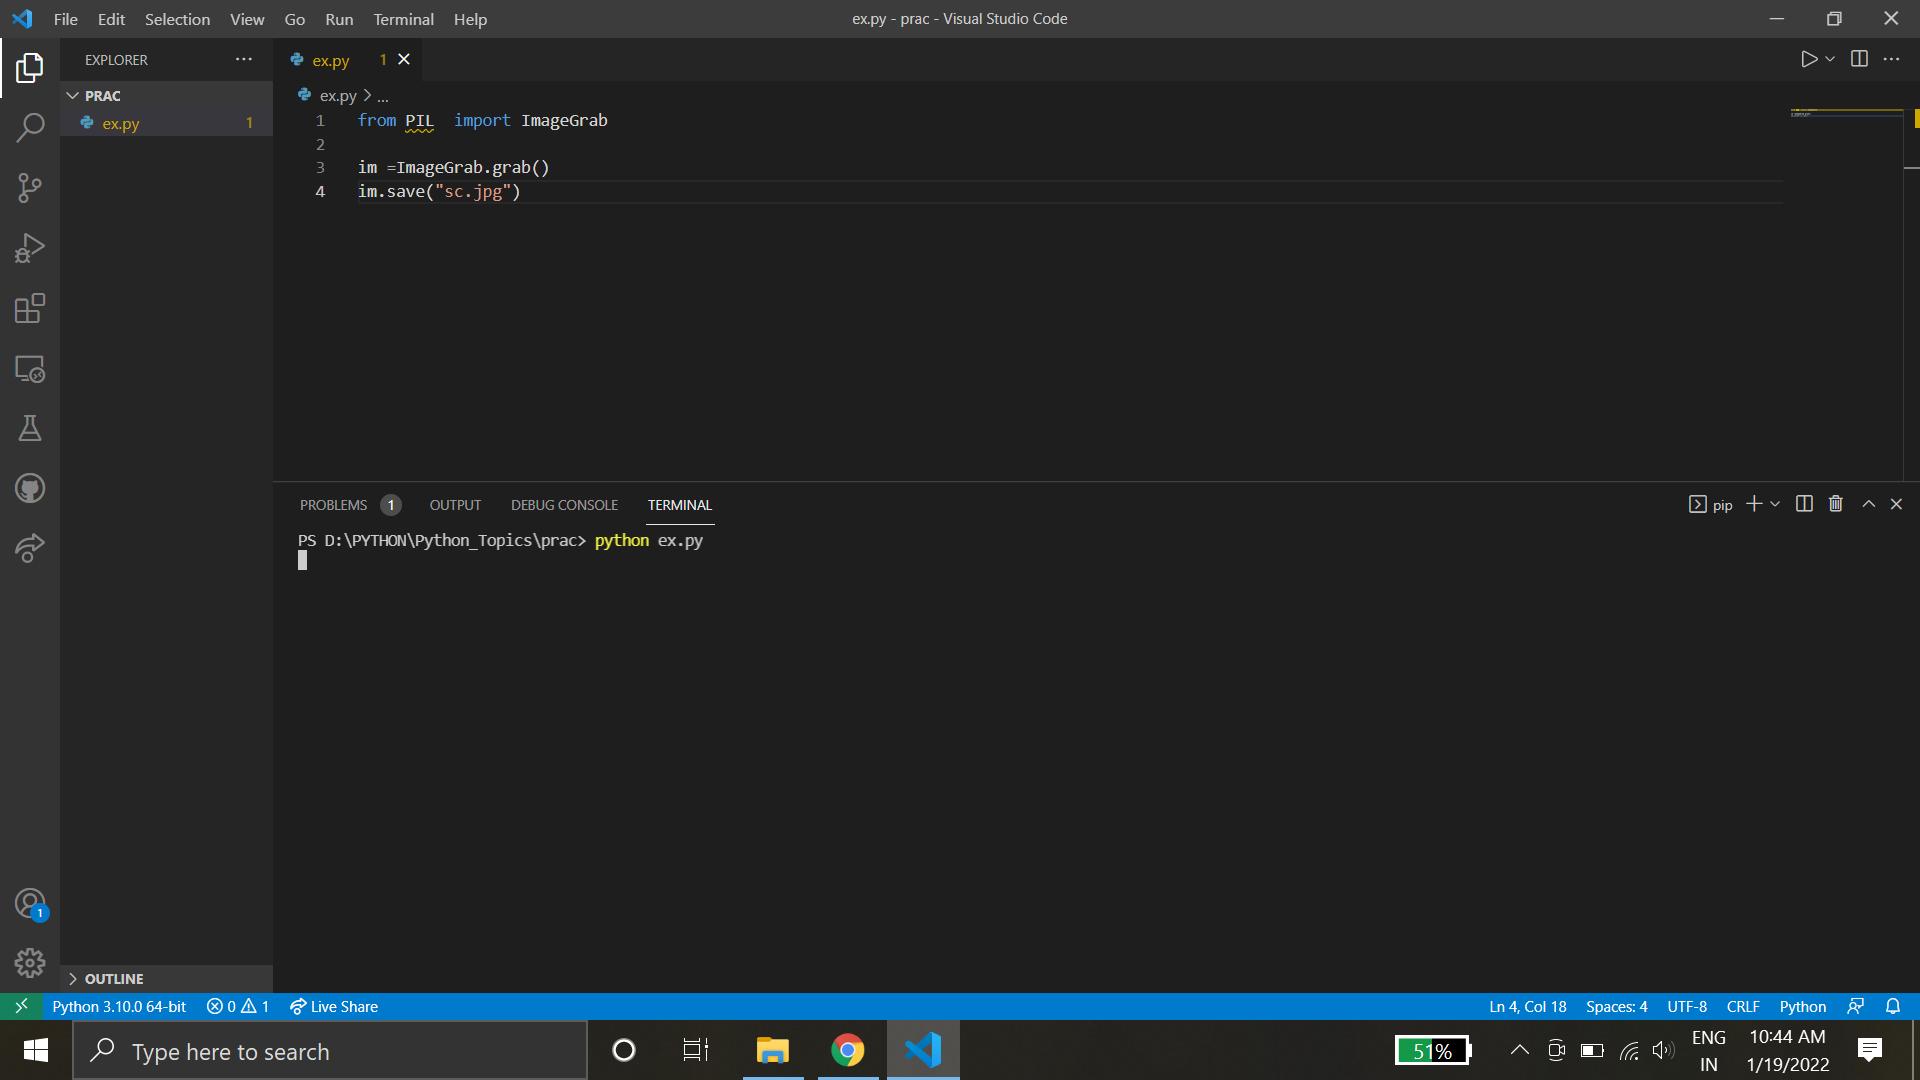 File Edit Selection View Go Run Terminal Help
ex.py - prac - Visual Studio Code
EXPLORER
PRAC
ex.py 1
OUTLINE
ex.py 1
ex.py > ...
1 from PIL  import ImageGrab
2
3 im =ImageGrab.grab()
4 im.save("sc.jpg")
PROBLEMS 1 OUTPUT DEBUG CONSOLE TERMINAL
pip
PS D:\PYTHON\Python_Topics\prac> python ex.py
1
Python 3.10.0 64-bit 0 1 Live Share
Ln 4, Col 18 Spaces: 4 UTF-8 CRLF Python
Type here to search
51%
ENG
IN
10:44 AM
1/19/2022